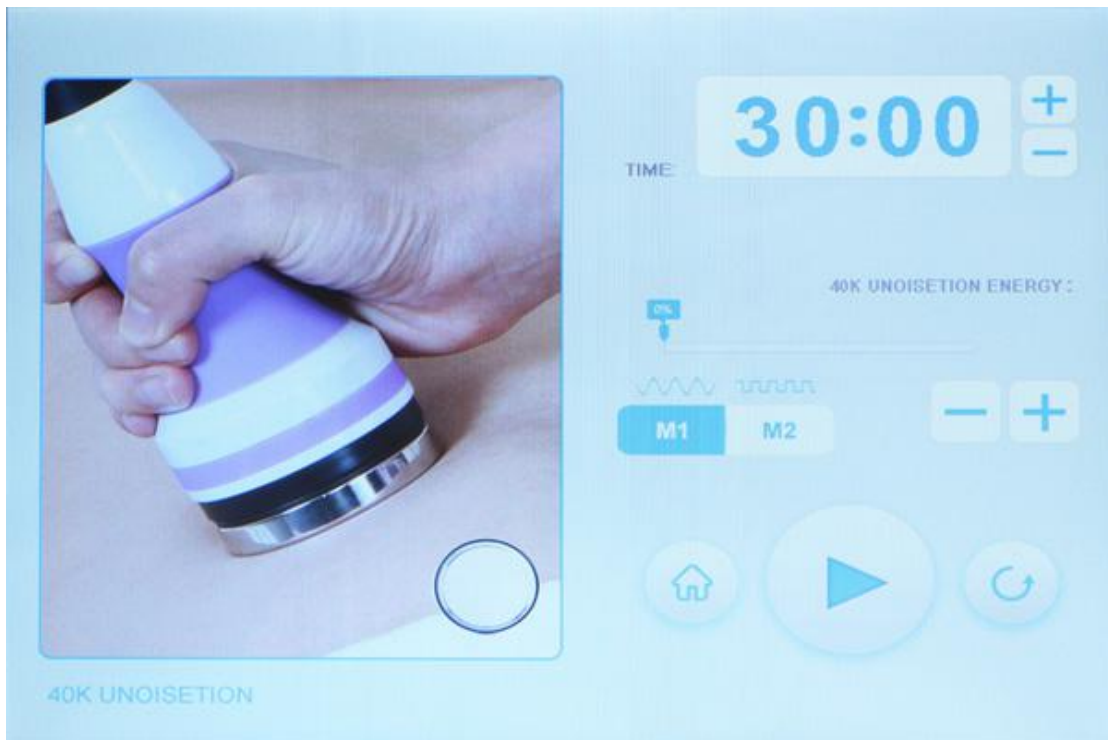 30:00
TIME:
40K UNOISETION ENERGY :
0%
M1 M2
40K UNOISETION